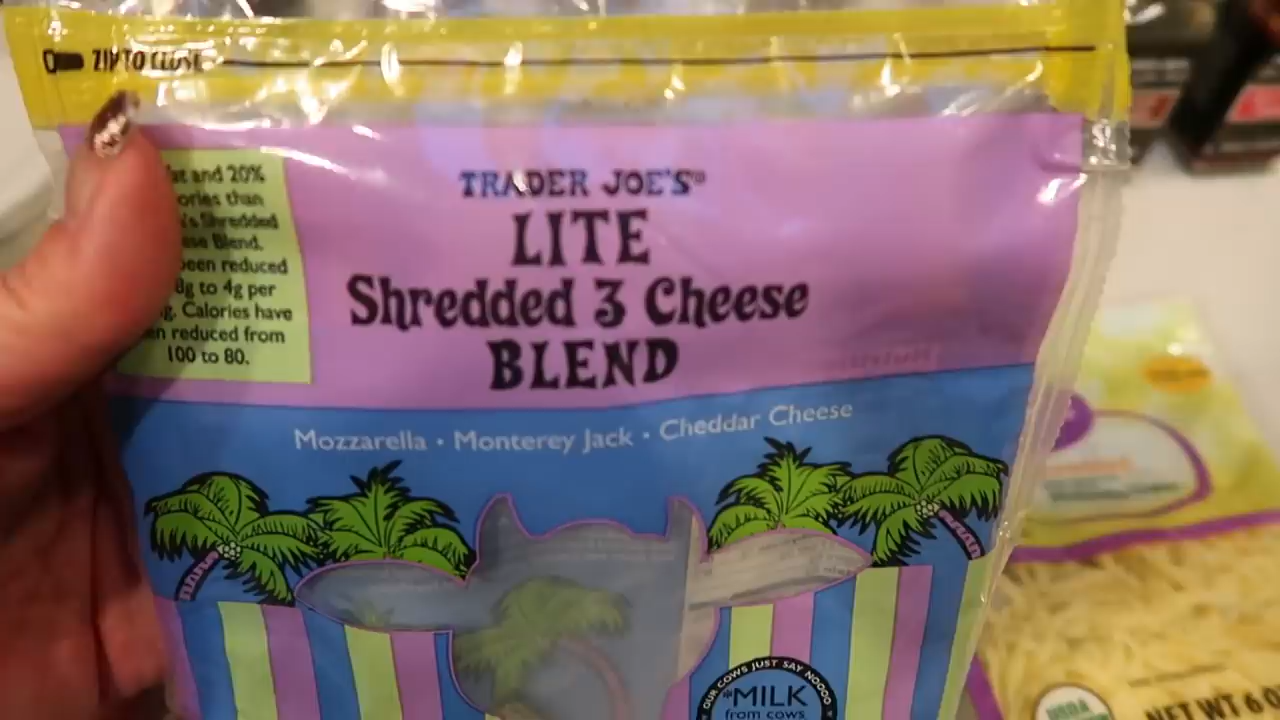 ZIP TO CLOSE
at and 20%
ories than
's Shredded
ese Blend.
been reduced
8g to 4g per
g. Calories have
en reduced from
100 to 80.
TRADER JOE'S
LITE
Shredded 3 Cheese
BLEND
Mozzarella • Monterey Jack • Cheddar Cheese
OUR COWS JUST SAY NOOOO
*MILK
from cows
USDA
NET WT 6 O